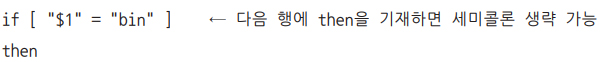 if [ "$1" = "bin" ]    ← 다음 행에 then을 기재하면 세미콜론 생략 가능
then